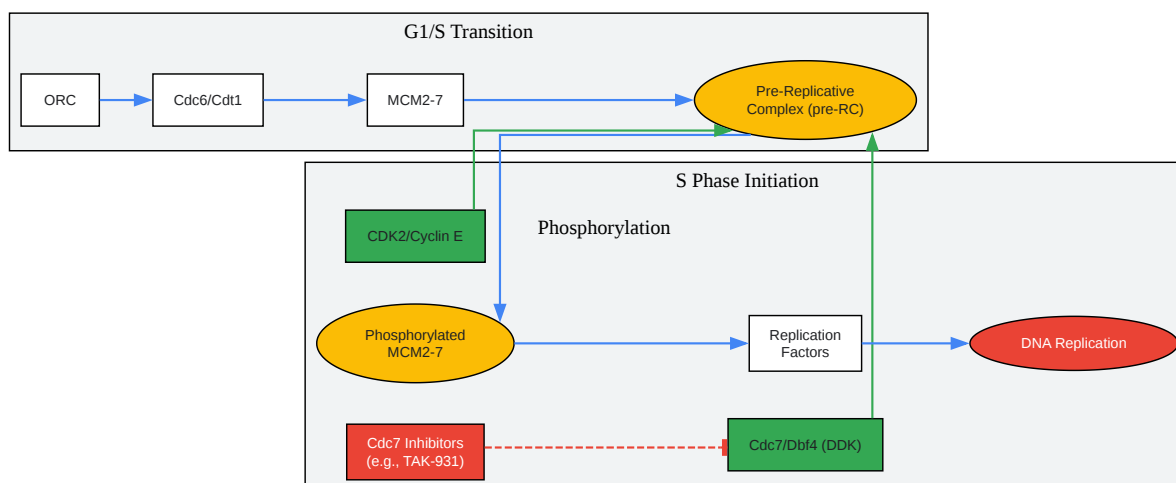 G1/S Transition
ORC
Cdc6/Cdt1
MCM2-7
Pre-Replicative
Complex (pre-RC)
S Phase Initiation
CDK2/Cyclin E
Phosphorylation
Phosphorylated
MCM2-7
Replication
Factors
DNA Replication
Cdc7 Inhibitors
(e.g., TAK-931)
Cdc7/Dbf4 (DDK)